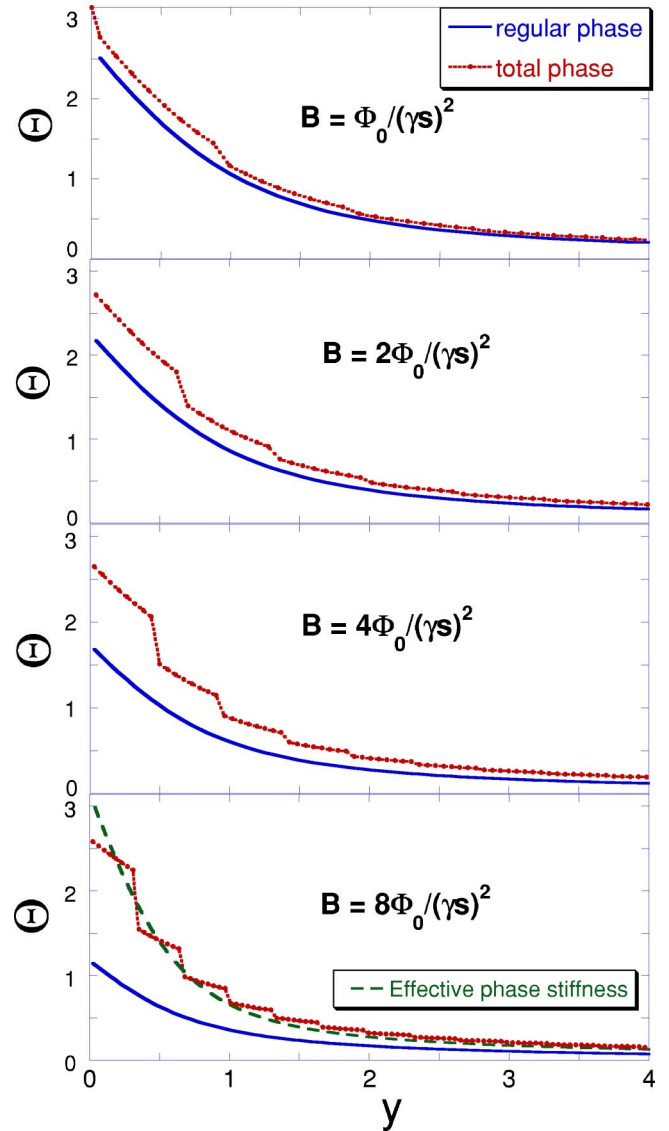 regular phase
total phase
3
2
1
0
Θ
B = Φ₀/(γs)²
3
2
1
0
Θ
B = 2Φ₀/(γs)²
3
2
1
0
Θ
B = 4Φ₀/(γs)²
3
2
1
0
Θ
B = 8Φ₀/(γs)²
Effective phase stiffness
0 1 2 3 4
y